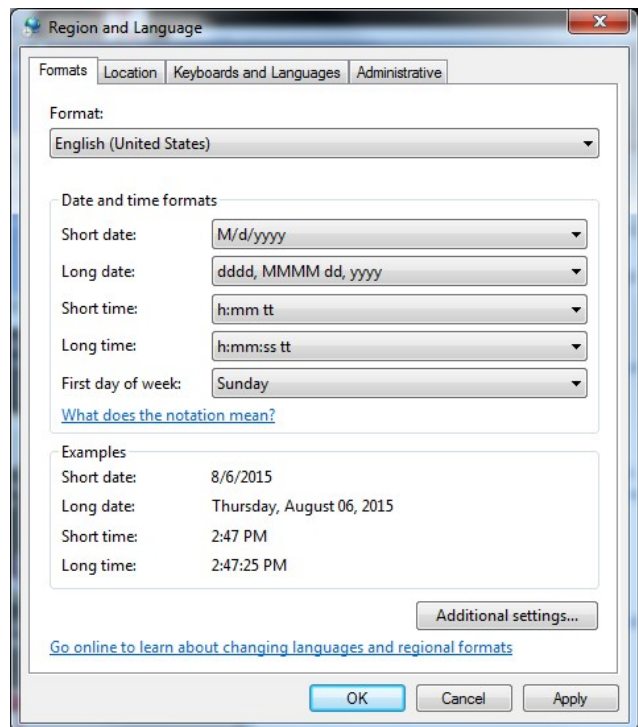 Region and Language
Formats Location Keyboards and Languages Administrative
Format:
English (United States)
Date and time formats
Short date: M/d/yyyy
Long date: dddd, MMMM dd, yyyy
Short time: h:mm tt
Long time: h:mm:ss tt
First day of week: Sunday
What does the notation mean?
Examples
Short date: 8/6/2015
Long date: Thursday, August 06, 2015
Short time: 2:47 PM
Long time: 2:47:25 PM
Additional settings...
Go online to learn about changing languages and regional formats
OK Cancel Apply